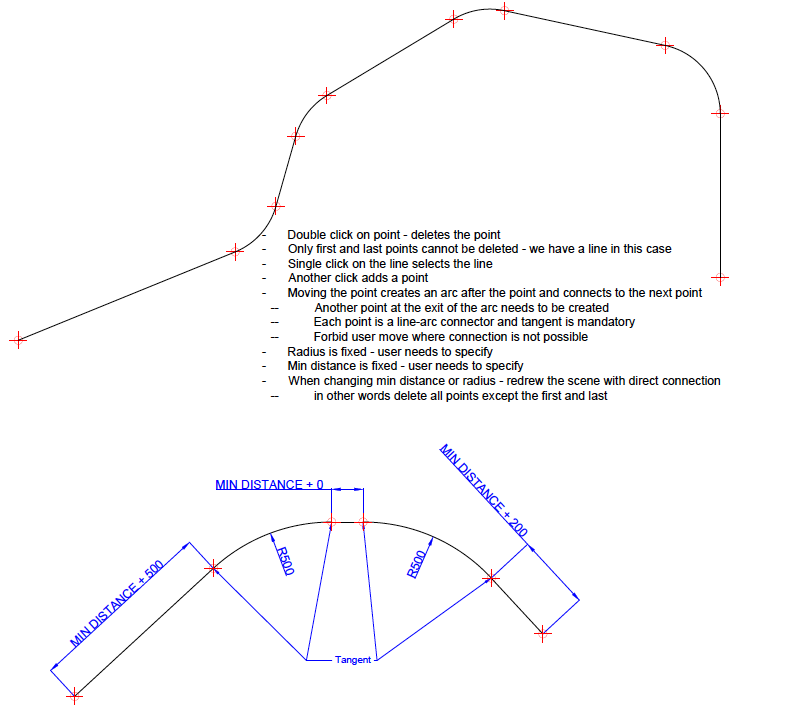 - Double click on point - deletes the point
- Only first and last points cannot be deleted - we have a line in this case
- Single click on the line selects the line
- Another click adds a point
- Moving the point creates an arc after the point and connects to the next point
-- Another point at the exit of the arc needs to be created
-- Each point is a line-arc connector and tangent is mandatory
-- Forbid user move where connection is not possible
- Radius is fixed - user needs to specify
- Min distance is fixed - user needs to specify
- When changing min distance or radius - redrew the scene with direct connection
-- in other words delete all points except the first and last
MIN DISTANCE + 0
MIN DISTANCE + 200
MIN DISTANCE + 500
R500
R500
Tangent